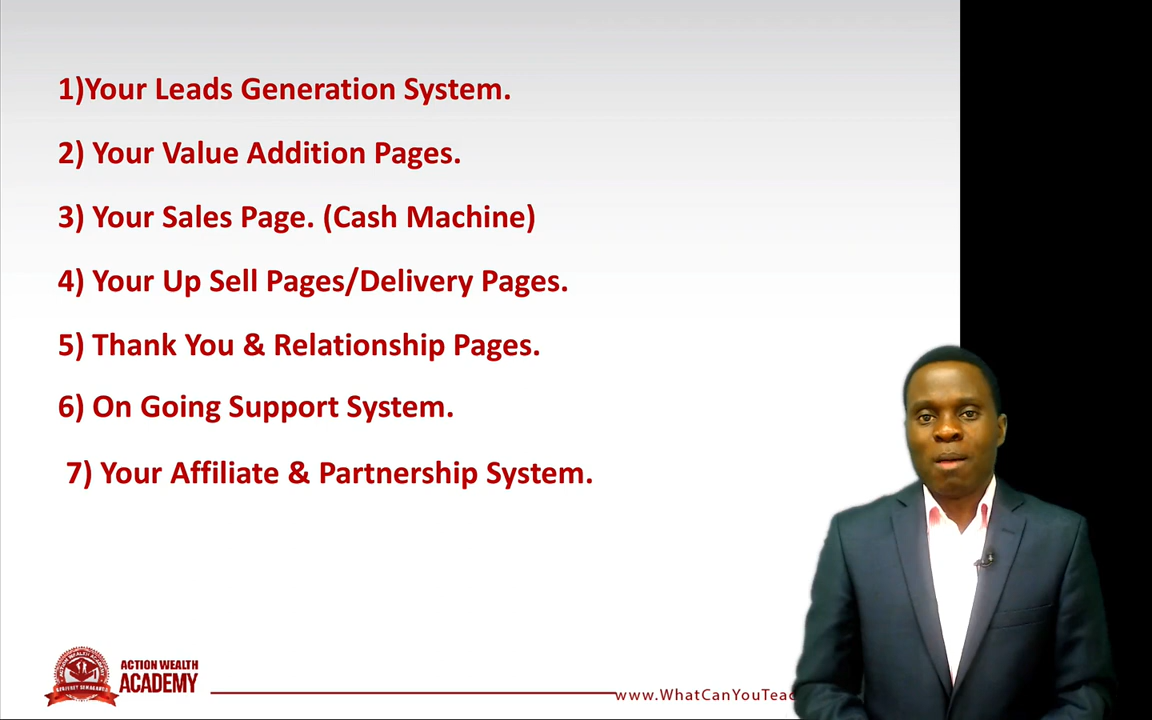 1)Your Leads Generation System.
2) Your Value Addition Pages.
3) Your Sales Page. (Cash Machine)
4) Your Up Sell Pages/Delivery Pages.
5) Thank You & Relationship Pages.
6) On Going Support System.
7) Your Affiliate & Partnership System.
ACTION WEALTH
ACADEMY
www.WhatCanYouTeac